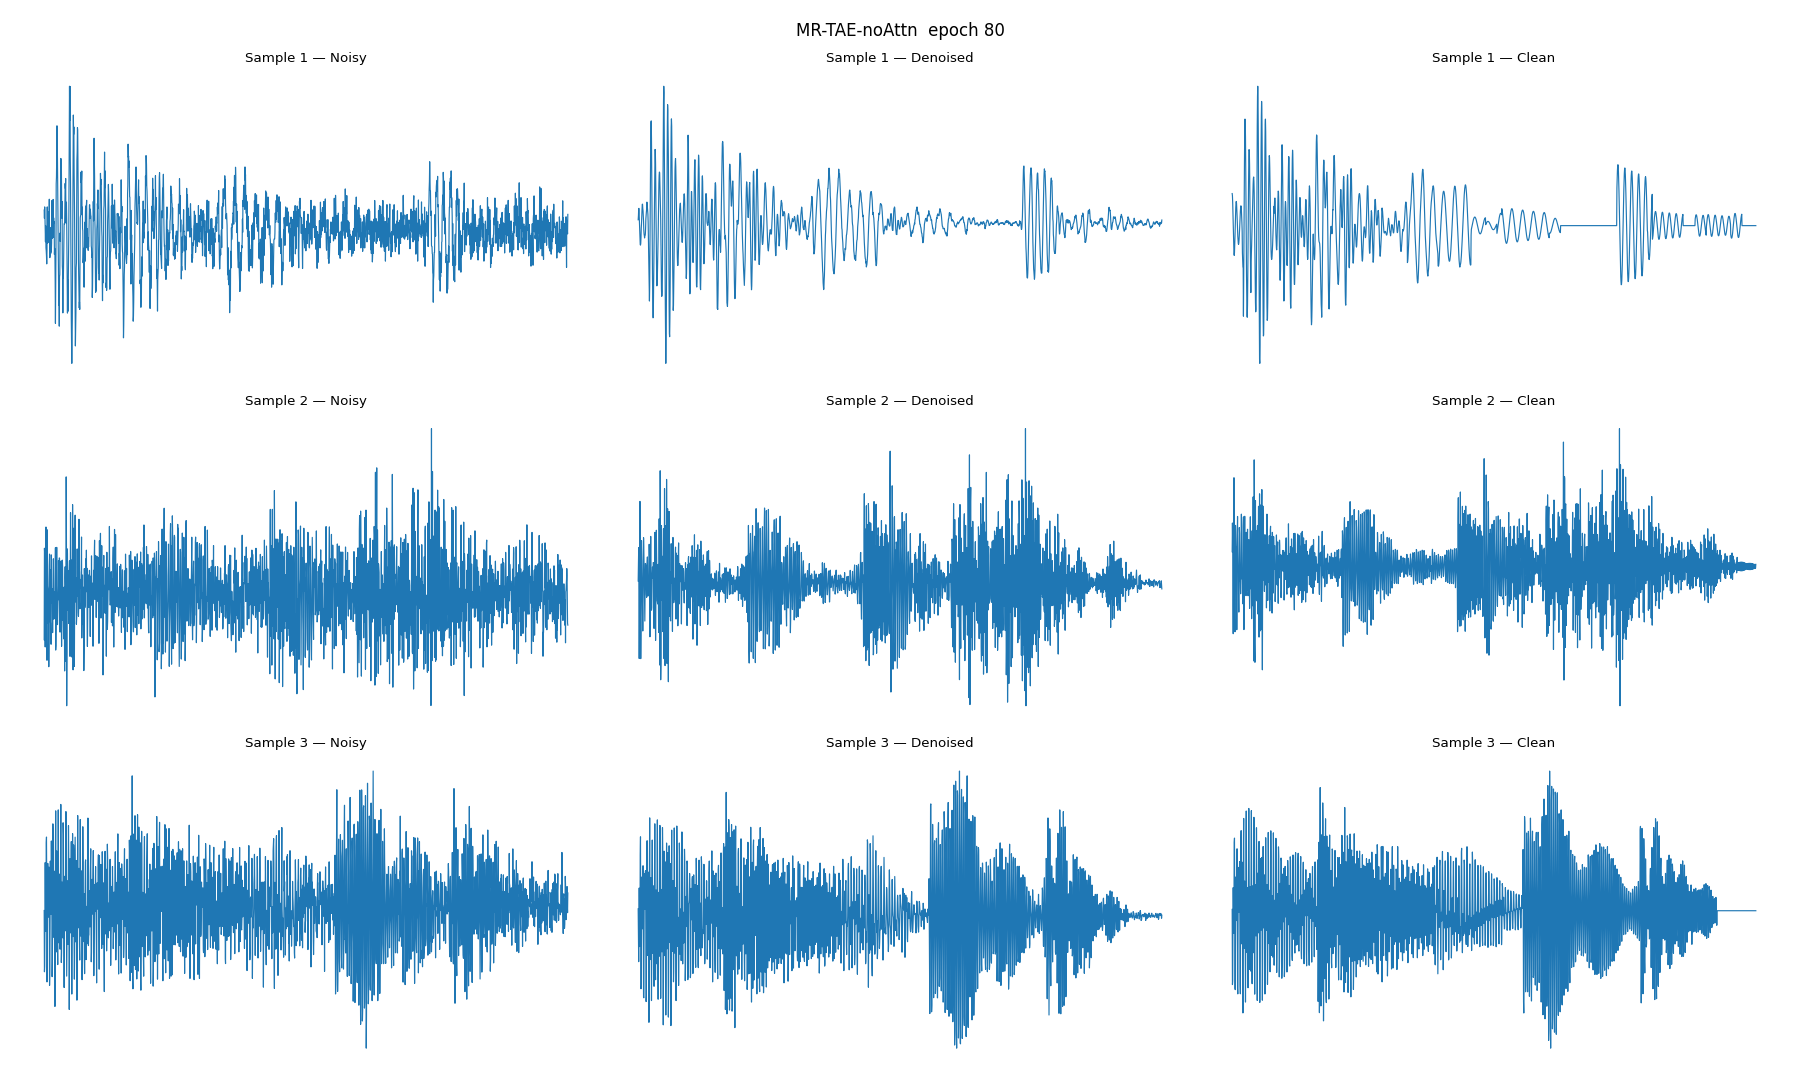 MR-TAE-noAttn  epoch 80
Sample 1 — Noisy
Sample 1 — Denoised
Sample 1 — Clean
Sample 2 — Noisy
Sample 2 — Denoised
Sample 2 — Clean
Sample 3 — Noisy
Sample 3 — Denoised
Sample 3 — Clean